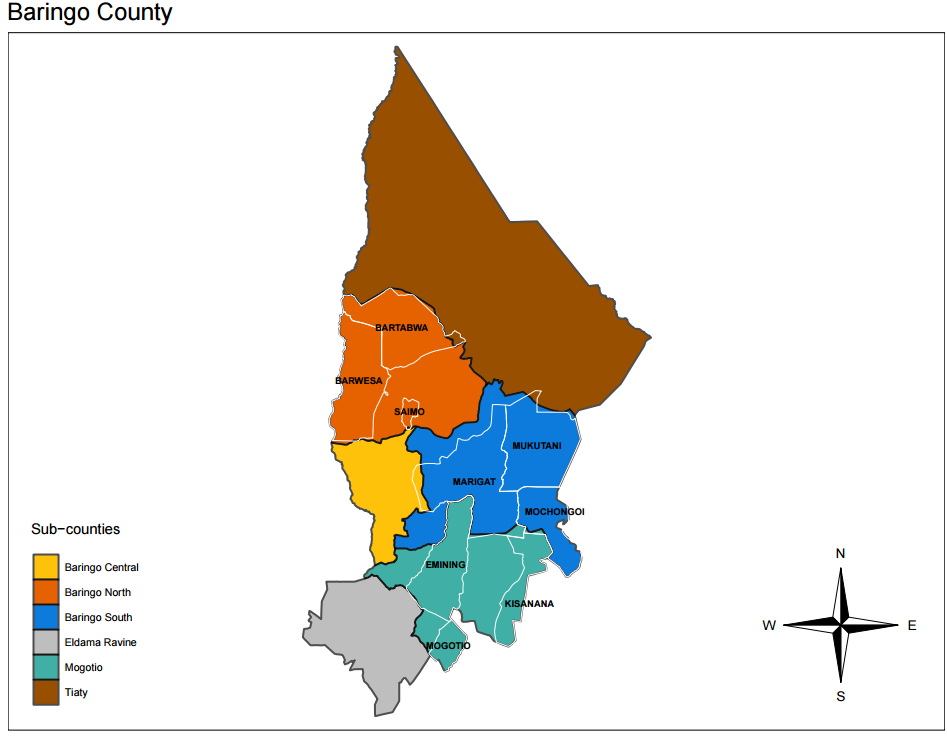 Baringo County
BARTABWA
BARWESA
SAIMO
MUKUTANI
MARIGAT
MOCHONGOI
EMINING
KISANANA
MOGOTIO
Sub-counties
Baringo Central
Baringo North
Baringo South
Eldama Ravine
Mogotio
Tiaty
N
W
E
S